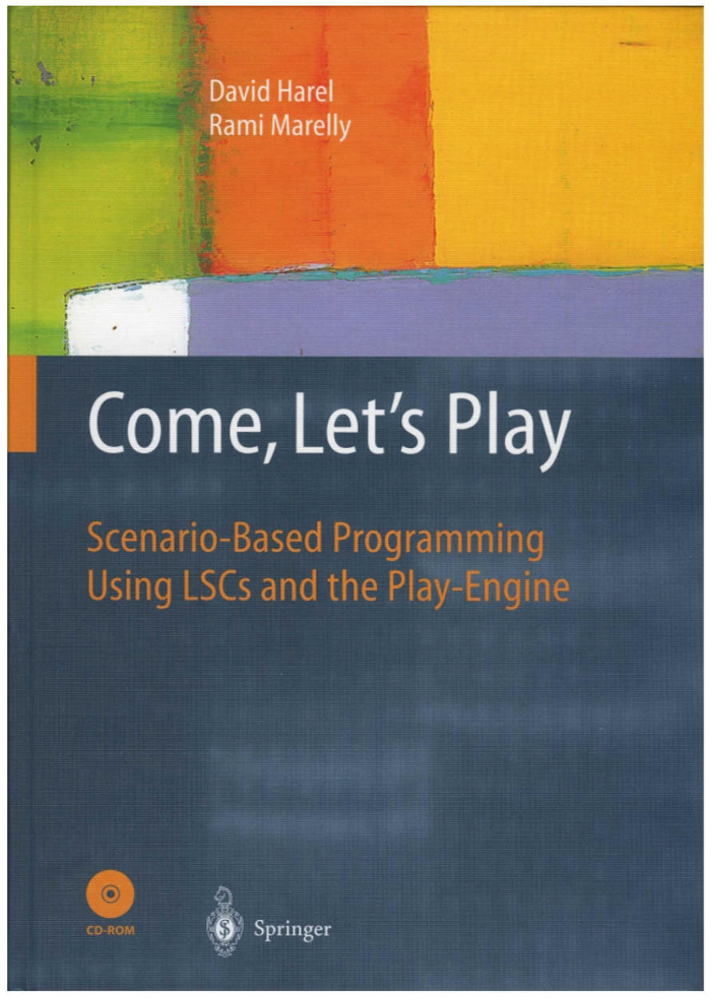 David Harel
Rami Marelly
Come, Let's Play
Scenario-Based Programming
Using LSCs and the Play-Engine
CD-ROM
Springer